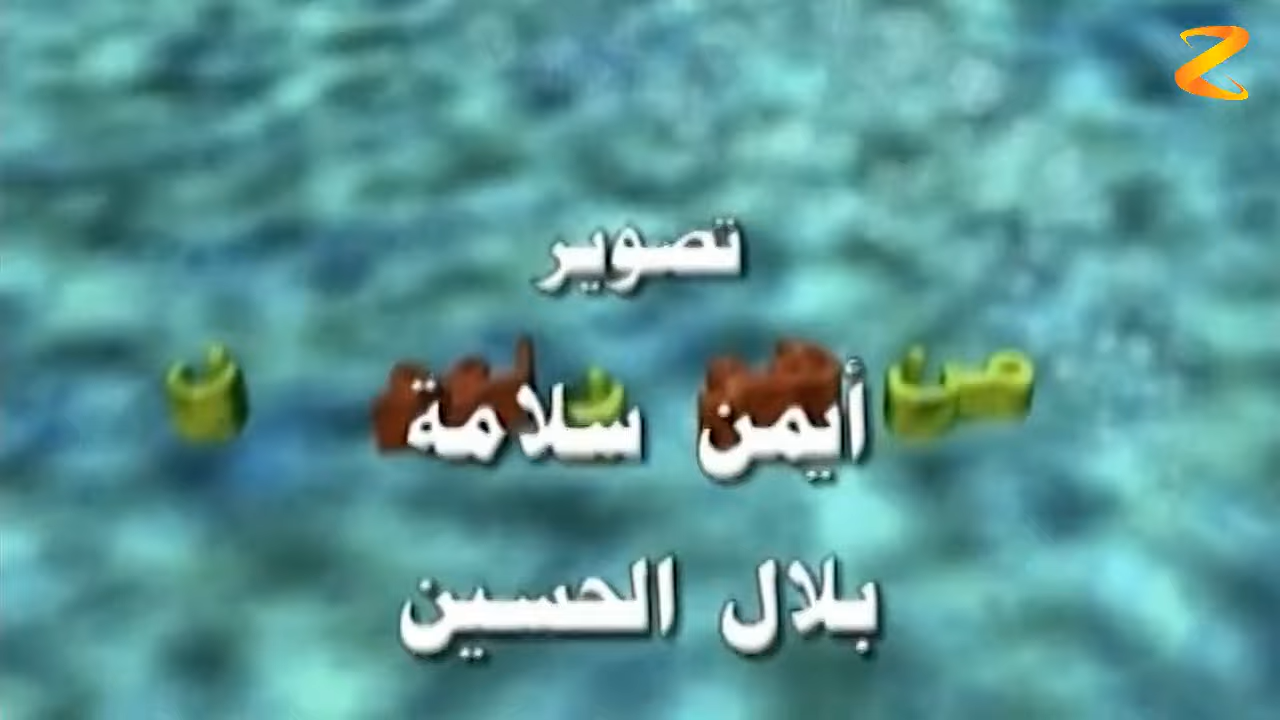 تصوير
أيمن سلامة
بلال الحسين